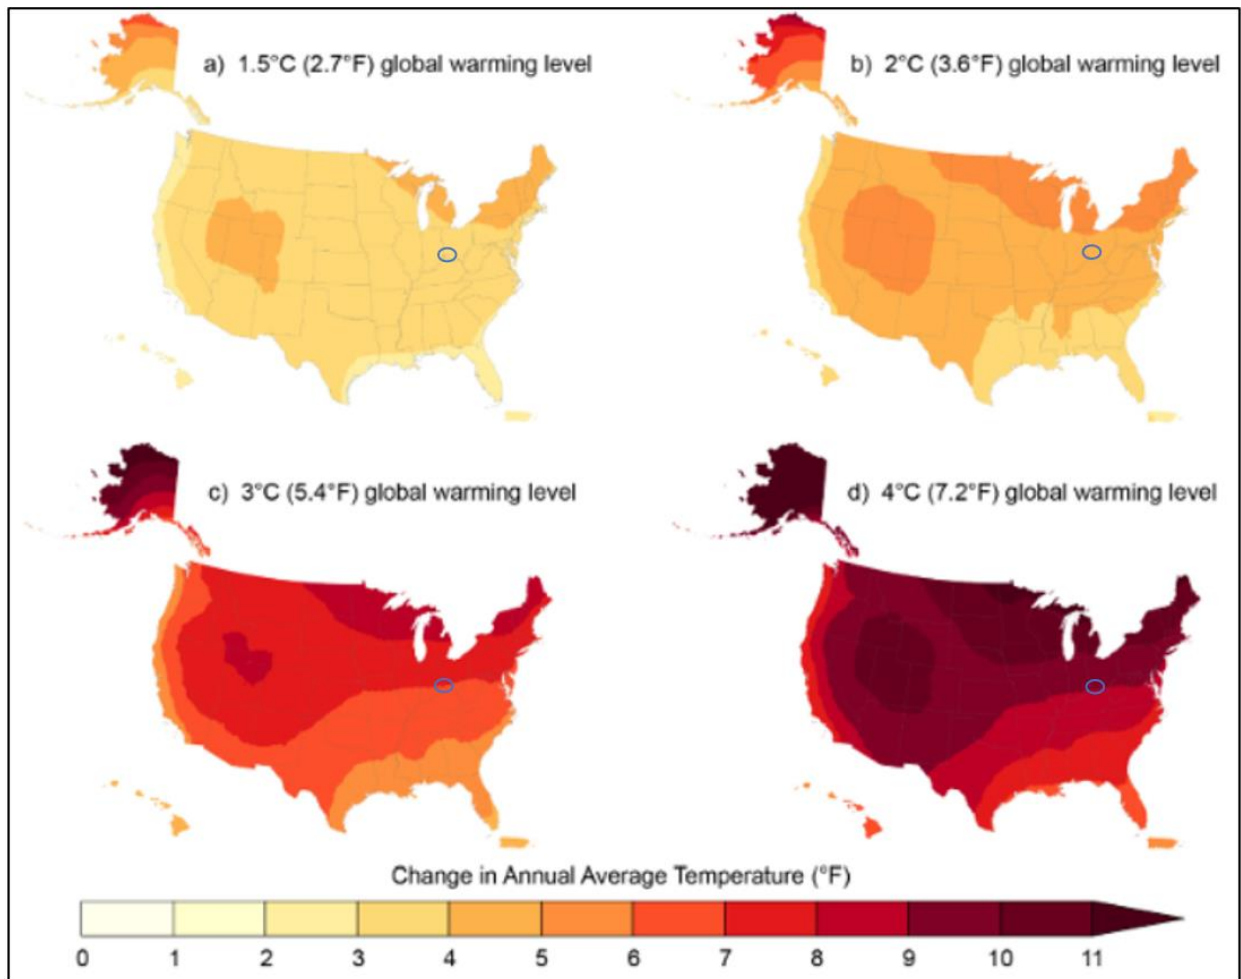 a) 1.5°C (2.7°F) global warming level
b) 2°C (3.6°F) global warming level
c) 3°C (5.4°F) global warming level
d) 4°C (7.2°F) global warming level
Change in Annual Average Temperature (°F)
0 1 2 3 4 5 6 7 8 9 10 11